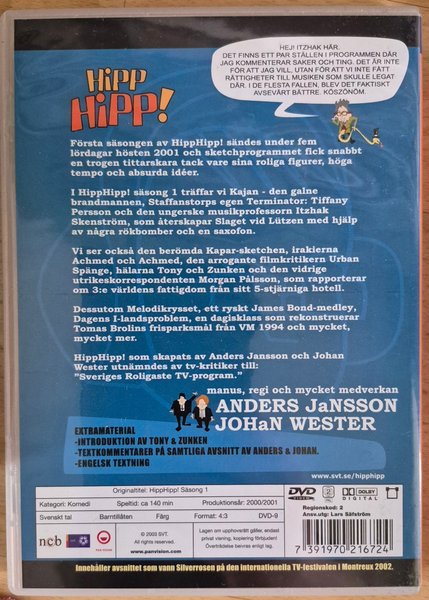 HIPP
HIPP!
HEJ! ITZHAK HÄR.
DET FINNS ETT PAR STÄLLEN I PROGRAMMEN DÄR
JAG KOMMENTERAR SAKER OCH TING. DET ÄR INTE
FÖR ATT JAG VILL, UTAN FÖR ATT VI INTE FÅTT
RÄTTIGHETER TILL MUSIKEN SOM SKULLE LEGAT
DÄR. I DE FLESTA FALLEN, BLEV DET FAKTISKT
AVSEVÄRT BÄTTRE. KÖSZÖNÖM.
Första säsongen av HippHipp! sändes under fem
lördagar hösten 2001 och sketchprogrammet fick snabbt
en trogen tittarskara tack vare sina roliga figurer, höga
tempo och absurda idéer.
I HippHipp! säsong 1 träffar vi Kajan - den galne
brandmannen, Staffanstorps egen Terminator: Tiffany
Persson och den ungerske musikprofessorn Itzhak
Skenström, som återskapar Slaget vid Lützen med hjälp
av några rökbomber och en saxofon.
Vi ser också den berömda Kapar-sketchen, irakierna
Achmed och Achmed, den arrogante filmkritikern Urban
Spänge, hälarna Tony och Zunken och den vidrige
utrikeskorrespondenten Morgan Pålsson, som rapporterar
om 3:e världens fattigdom från sitt 5-stjärniga hotell.
Dessutom Melodikrysset, ett ryskt James Bond-medley,
Dagens I-landsproblem, en dagisklass som rekonstruerar
Tomas Brolins frisparksmål från VM 1994 och mycket,
mycket mer.
HippHipp! som skapats av Anders Jansson och Johan
Wester utnämndes av tv-kritiker till:
"Sveriges Roligaste TV-program."
manus, regi och mycket medverkan
ANDERS JaNSSON
JOHaN WESTER
EXTRAMATERIAL
-INTRODUKTION AV TONY & ZUNKEN
-TEXTKOMMENTARER PÅ SAMTLIGA AVSNITT AV ANDERS & JOHAN.
-ENGELSK TEXTNING
www.svt.se/hipphipp
Originaltitel: HippHipp! Säsong 1
Kategori: Komedi Speltid: ca 140 min Produktionsår: 2000/2001
Svenskt tal Barntillåten Färg Format: 4:3 DVD-9
ncb
PAN VISION
© 2003 SVT.
www.panvision.com
Lagen om upphovsrätt gäller, endast
privat visning, kopiering förbjuden!
Överträdelse bevras enligt lag.
DVD
VIDEO
2
DOLBY
DIGITAL
Regionskod: 2
Ansv.utg: Lars Säfström
7 391970 216724
Innehåller avsnittet som vann Silverrosen på den internationella TV-festivalen i Montreux 2002.